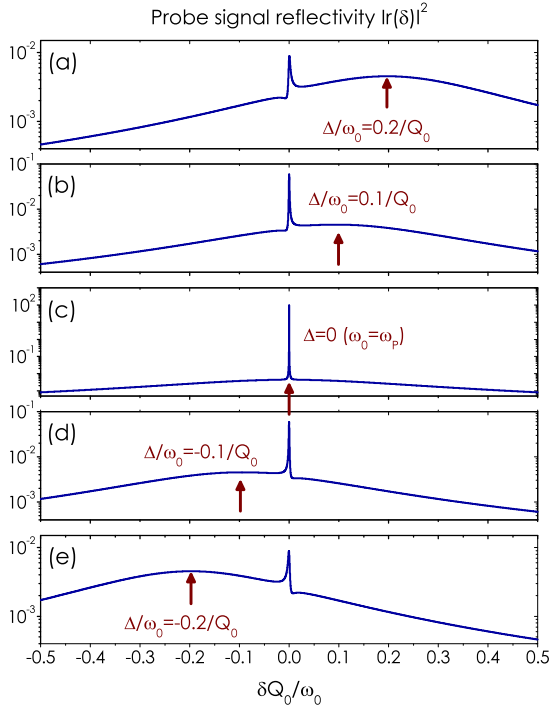 Probe signal reflectivity |r(δ)|²
10⁻²
(a)
10⁻³
Δ/ω₀=0.2/Q₀
10⁻¹
(b)
Δ/ω₀=0.1/Q₀
10⁻²
10⁻³
10²
(c)
Δ=0 (ω₀=ωₚ)
10⁻¹
10⁻¹
(d)
Δ/ω₀=-0.1/Q₀
10⁻²
10⁻³
10⁻²
(e)
10⁻³
Δ/ω₀=-0.2/Q₀
-0.5 -0.4 -0.3 -0.2 -0.1 0.0 0.1 0.2 0.3 0.4 0.5
δQ₀/ω₀